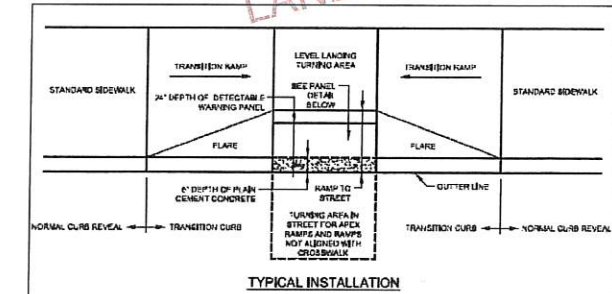 TRANSITION RAMP
LEVEL LANDING
TURNING AREA
TRANSITION RAMP
STANDARD SIDEWALK
SEE PANEL
DETAIL
BELOW
STANDARD SIDEWALK
24" DEPTH OF DETECTABLE
WARNING PANEL
FLARE
FLARE
6" DEPTH OF PLAIN
CEMENT CONCRETE
RAMP TO
STREET
GUTTER LINE
TURNING AREA IN
STREET FOR APEX
RAMPS AND RAMPS
NOT ALIGNED WITH
CROSSWALK
NORMAL CURB REVEAL
TRANSITION CURB
TRANSITION CURB
NORMAL CURB REVEAL
TYPICAL INSTALLATION